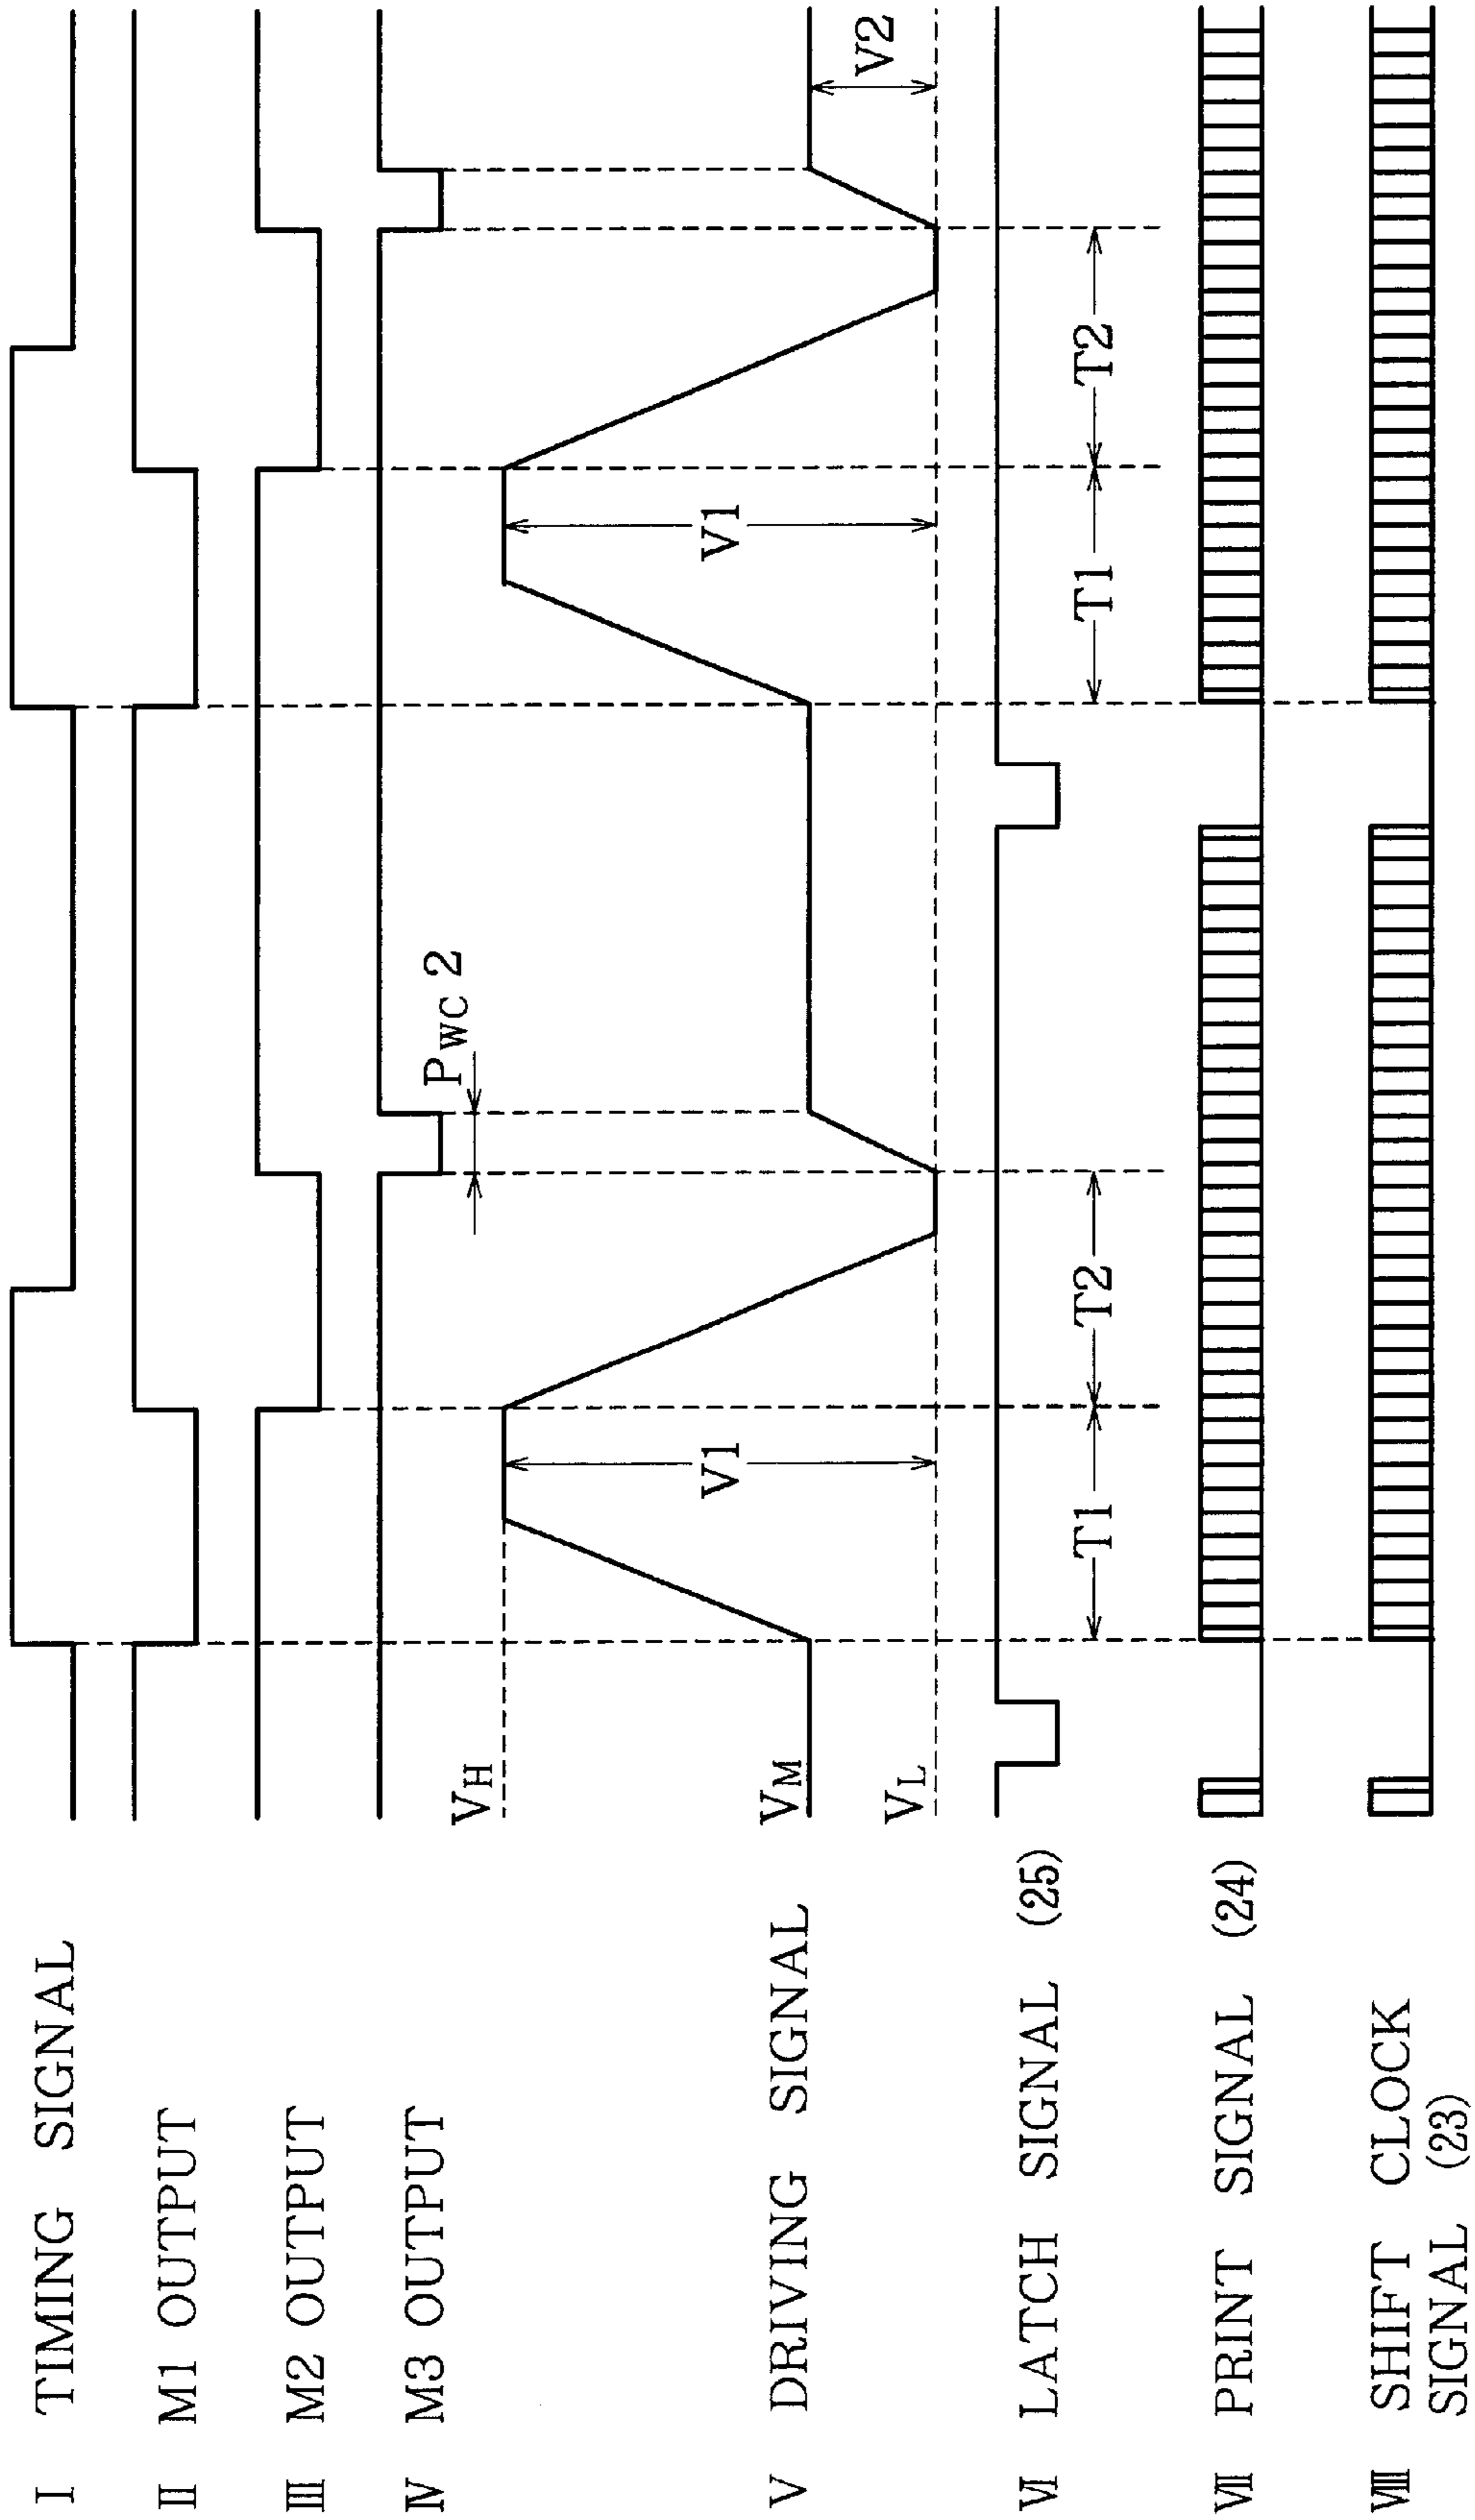 I TIMING SIGNAL
II M1 OUTPUT
III M2 OUTPUT
IV M3 OUTPUT
PWC 2
VH
V DRIVING SIGNAL
VM
VL
V1
V1
V2
VI LATCH SIGNAL (25)
T1
T2
T1
T2
VII PRINT SIGNAL (24)
VIII SHIFT CLOCK
SIGNAL (23)